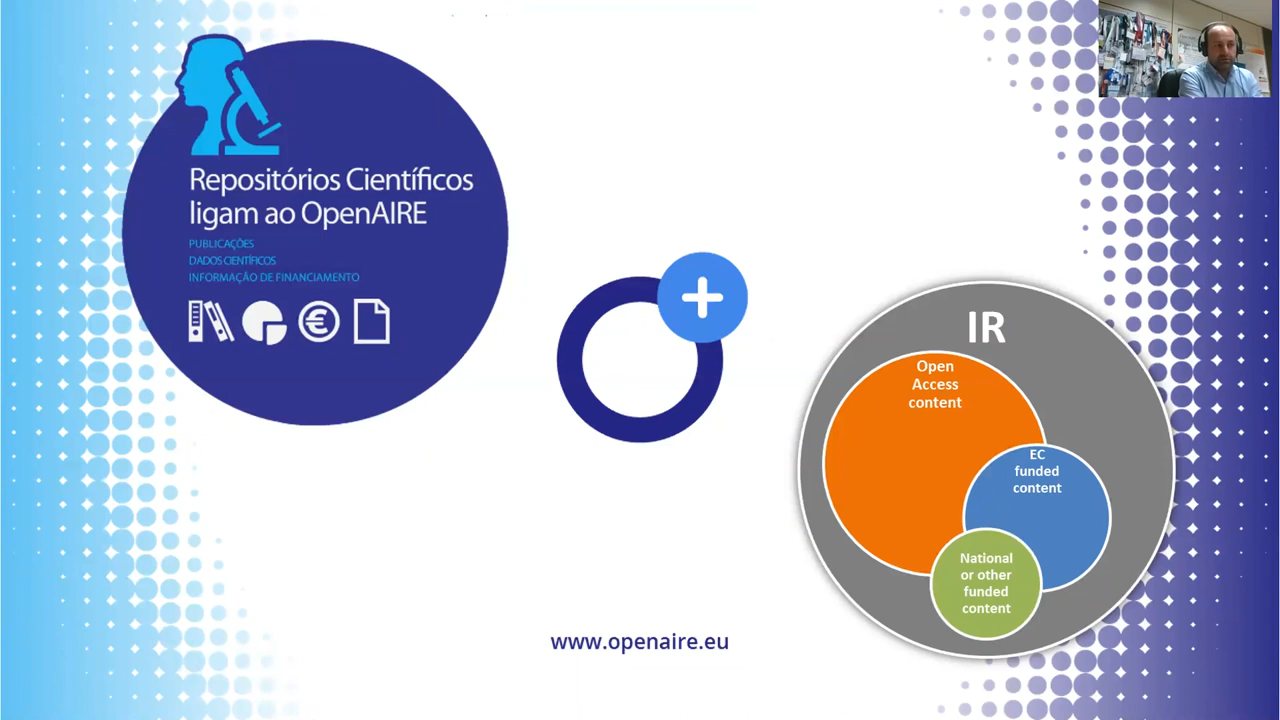 Repositórios Científicos
ligam ao OpenAIRE
PUBLICAÇÕES
DADOS CIENTÍFICOS
INFORMAÇÃO DE FINANCIAMENTO
IR
Open
Access
content
EC
funded
content
National
or other
funded
content
www.openaire.eu